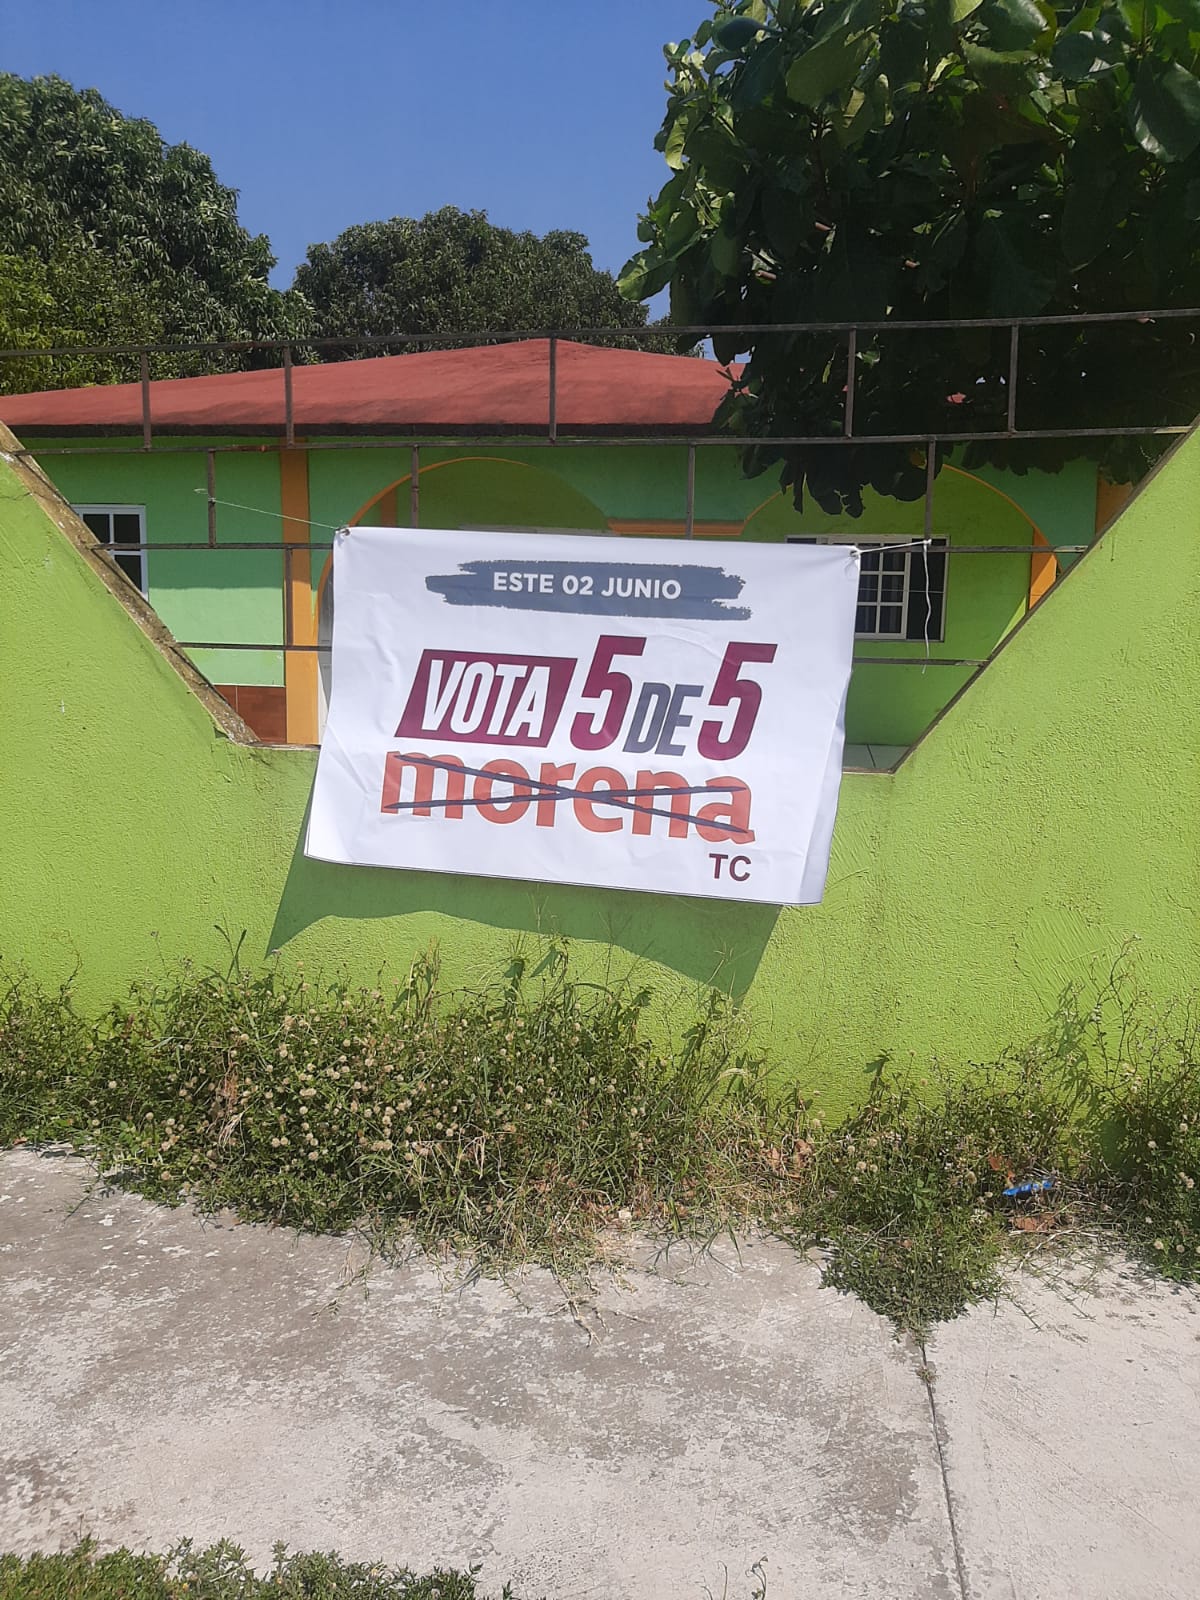 ESTE 02 JUNIO
VOTA 5 DE 5
morena
TC